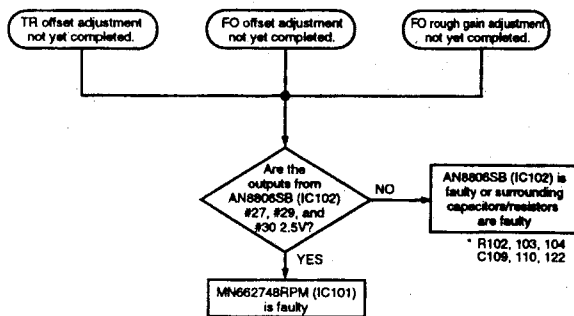 TR offset adjustment
not yet completed.
FO offset adjustment
not yet completed.
FO rough gain adjustment
not yet completed.
Are the
outputs from
AN8806SB (IC102)
#27, #29, and
#30 2.5V?
NO
AN8806SB (IC102) is
faulty or surrounding
capacitors/resistors
are faulty
* R102, 103, 104
C109, 110, 122
YES
MN662748RPM (IC101)
is faulty